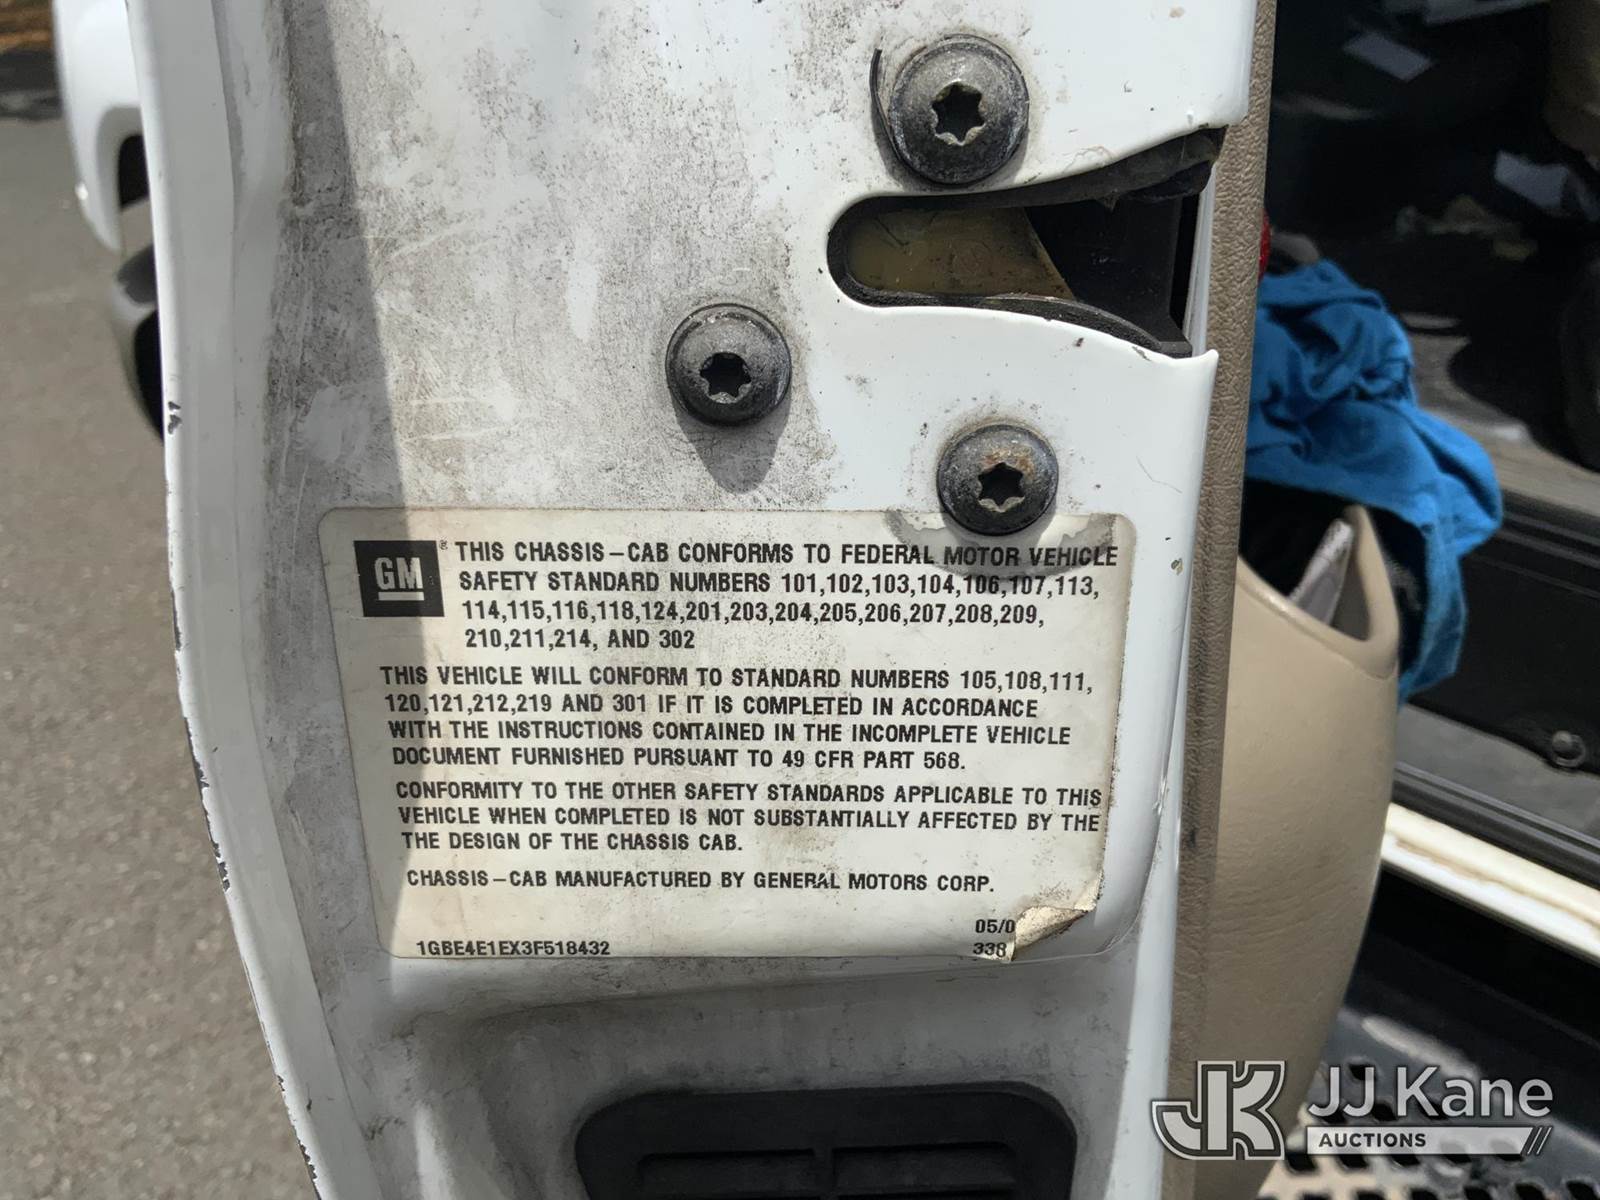 GM ® THIS CHASSIS–CAB CONFORMS TO FEDERAL MOTOR VEHICLE
SAFETY STANDARD NUMBERS 101,102,103,104,106,107,113,
114,115,116,118,124,201,203,204,205,206,207,208,209,
210,211,214, AND 302
THIS VEHICLE WILL CONFORM TO STANDARD NUMBERS 105,108,111,
120,121,212,219 AND 301 IF IT IS COMPLETED IN ACCORDANCE
WITH THE INSTRUCTIONS CONTAINED IN THE INCOMPLETE VEHICLE
DOCUMENT FURNISHED PURSUANT TO 49 CFR PART 568.
CONFORMITY TO THE OTHER SAFETY STANDARDS APPLICABLE TO THIS
VEHICLE WHEN COMPLETED IS NOT SUBSTANTIALLY AFFECTED BY THE
THE DESIGN OF THE CHASSIS CAB.
CHASSIS–CAB MANUFACTURED BY GENERAL MOTORS CORP.
05/0
1GBE4E1EX3F518432 338
JK JJ Kane
AUCTIONS